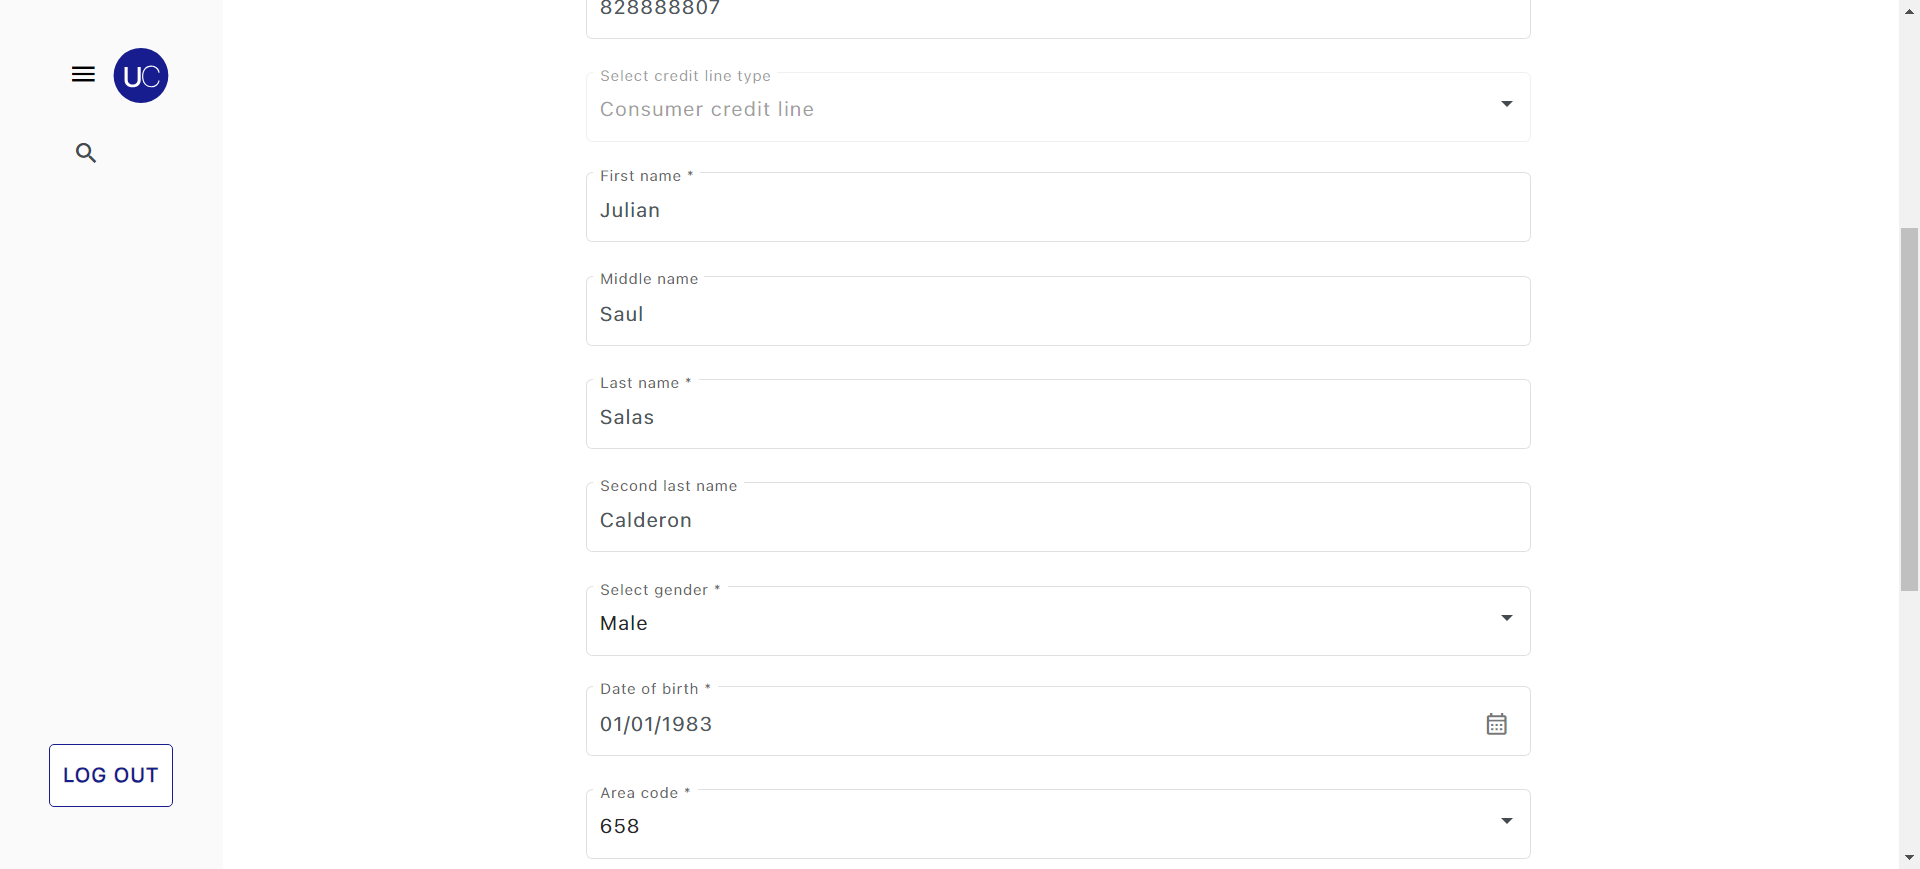 828888807
UC
Select credit line type
Consumer credit line
First name *
Julian
Middle name
Saul
Last name *
Salas
Second last name
Calderon
Select gender *
Male
Date of birth *
01/01/1983
LOG OUT
Area code *
658